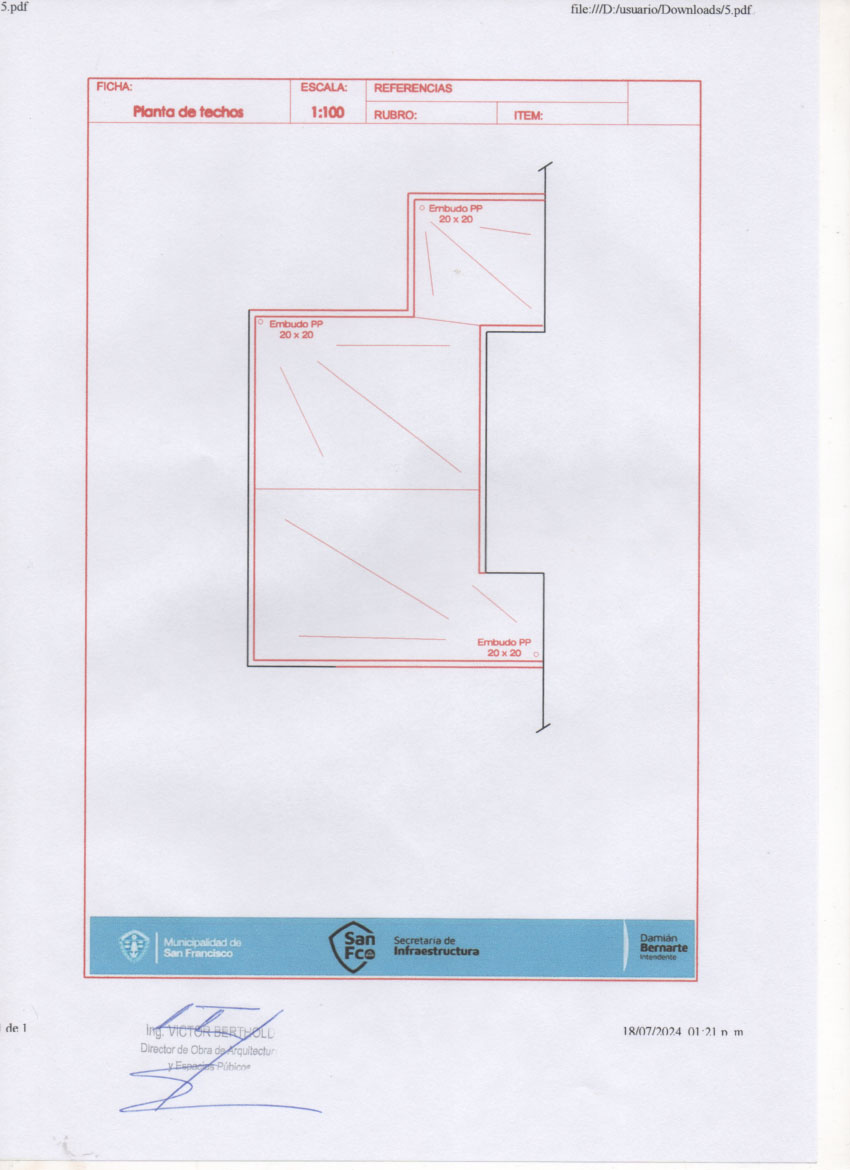 5.pdf
file:///D:/usuario/Downloads/5.pdf
FICHA:
Planta de techos
ESCALA:
1:100
REFERENCIAS
RUBRO:
ITEM:
Embudo PP
20 x 20
Embudo PP
20 x 20
Embudo PP
20 x 20
Municipalidad de
San Francisco
San
Fco
Secretaria de
Infraestructura
Damián
Bernarte
Intendente
de 1
18/07/2024 01:21 p. m.
Ing. VICTOR BERTHOLD
Director de Obra de Arquitectur
y Espacios Púbicos